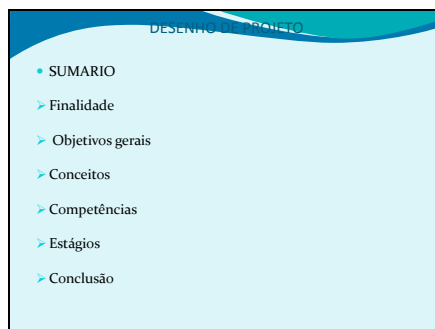 DESENHO DE PROJETO
SUMARIO
Finalidade
Objetivos gerais
Conceitos
Competências
Estágios
Conclusão